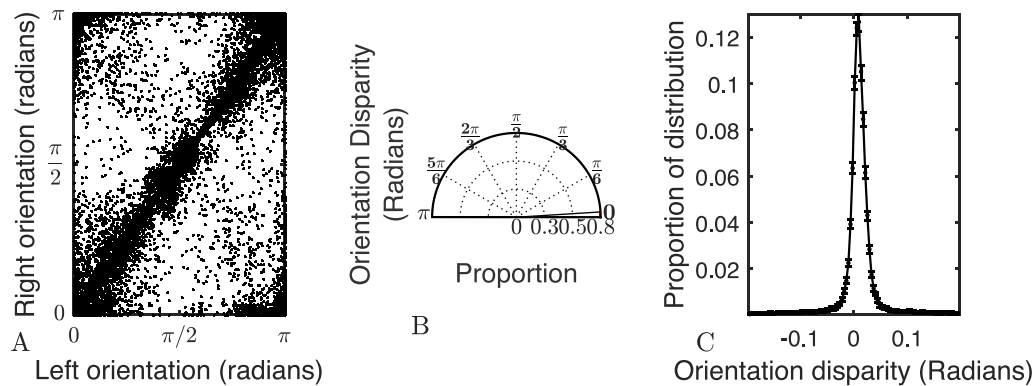 π
π/2
0
Right orientation (radians)
0
π/2
π
A
Left orientation (radians)
Orientation Disparity
(Radians)
π
5π/6
2π/3
π/2
π/3
π/6
0
0 0.30.50.8
Proportion
B
Proportion of distribution
0.12
0.1
0.08
0.06
0.04
0.02
-0.1
0
0.1
C
Orientation disparity (Radians)